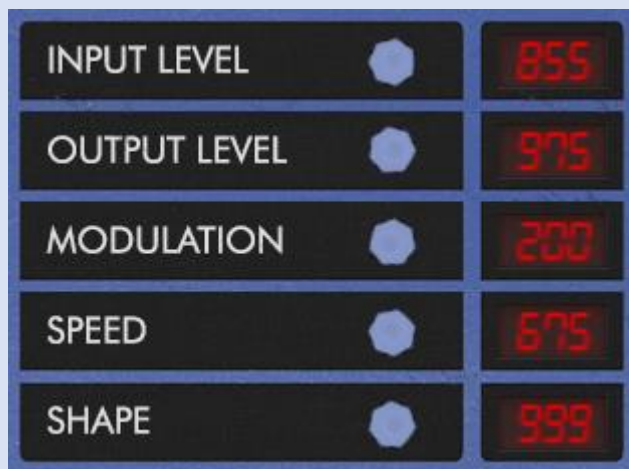 INPUT LEVEL 855
OUTPUT LEVEL 975
MODULATION 200
SPEED 675
SHAPE 999